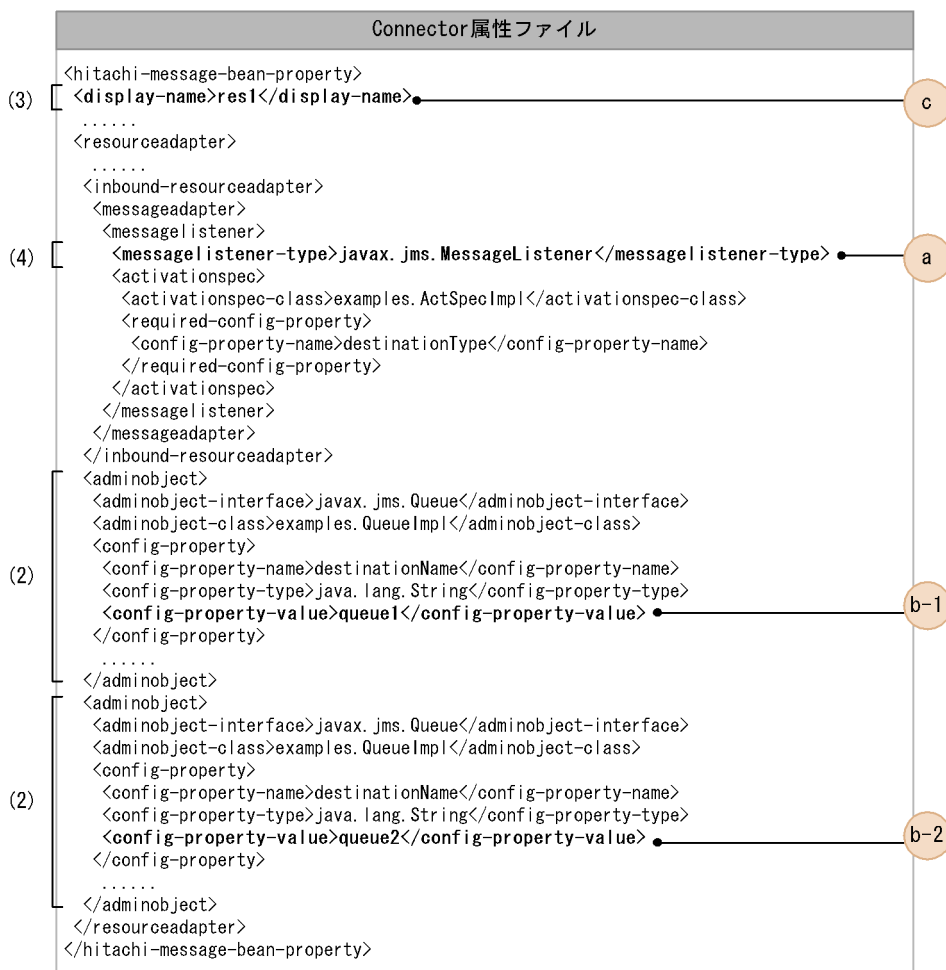 Connector属性ファイル
<hitachi-message-bean-property>
(3) <display-name>res1</display-name> c
......
<resourceadapter>
......
<inbound-resourceadapter>
<messageadapter>
<messagelistener>
(4) <messagelistener-type>javax.jms.MessageListener</messagelistener-type> a
<activationspec>
<activationspec-class>examples.ActSpecImpl</activationspec-class>
<required-config-property>
<config-property-name>destinationType</config-property-name>
</required-config-property>
</activationspec>
</messagelistener>
</messageadapter>
</inbound-resourceadapter>
<adminobject>
<adminobject-interface>javax.jms.Queue</adminobject-interface>
<adminobject-class>examples.QueueImpl</adminobject-class>
<config-property>
(2) <config-property-name>destinationName</config-property-name>
<config-property-type>java.lang.String</config-property-type>
<config-property-value>queue1</config-property-value> b-1
</config-property>
......
</adminobject>
<adminobject>
<adminobject-interface>javax.jms.Queue</adminobject-interface>
<adminobject-class>examples.QueueImpl</adminobject-class>
<config-property>
<config-property-name>destinationName</config-property-name>
(2) <config-property-type>java.lang.String</config-property-type>
<config-property-value>queue2</config-property-value> b-2
</config-property>
......
</adminobject>
</resourceadapter>
</hitachi-message-bean-property>